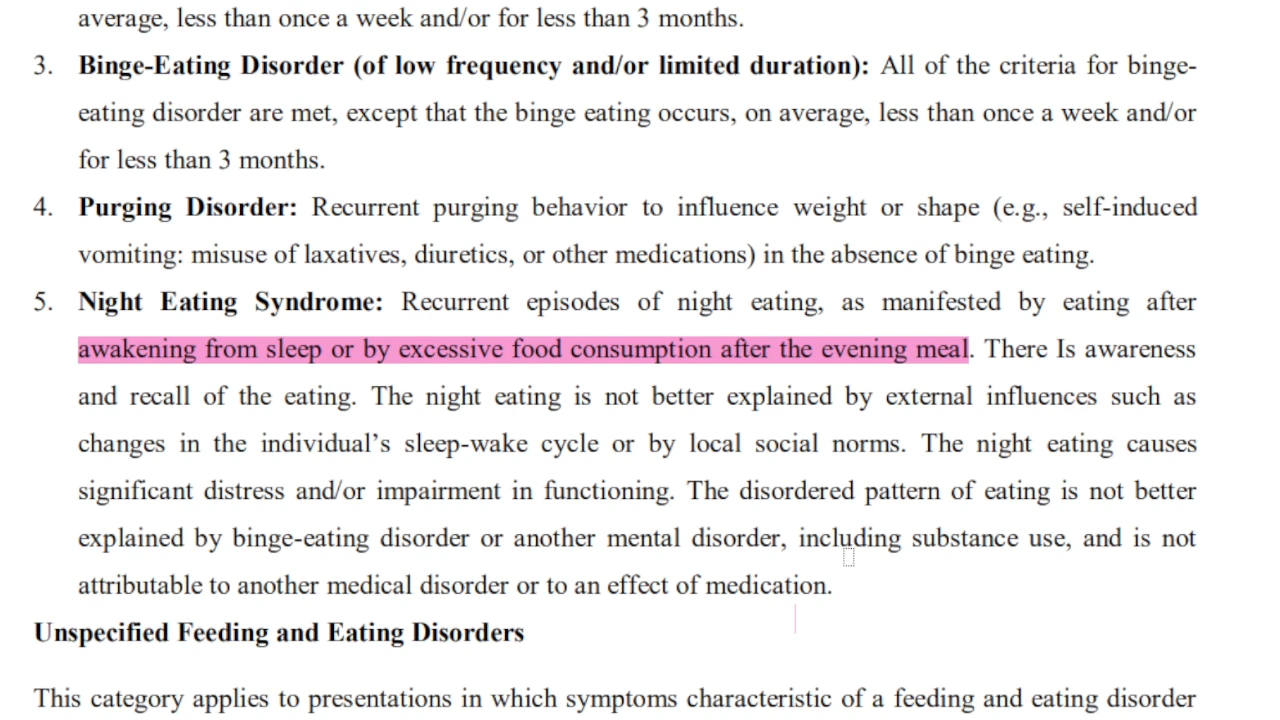 average, less than once a week and/or for less than 3 months.
3. Binge-Eating Disorder (of low frequency and/or limited duration): All of the criteria for binge-
eating disorder are met, except that the binge eating occurs, on average, less than once a week and/or
for less than 3 months.
4. Purging Disorder: Recurrent purging behavior to influence weight or shape (e.g., self-induced
vomiting: misuse of laxatives, diuretics, or other medications) in the absence of binge eating.
5. Night Eating Syndrome: Recurrent episodes of night eating, as manifested by eating after
awakening from sleep or by excessive food consumption after the evening meal. There Is awareness
and recall of the eating. The night eating is not better explained by external influences such as
changes in the individual’s sleep-wake cycle or by local social norms. The night eating causes
significant distress and/or impairment in functioning. The disordered pattern of eating is not better
explained by binge-eating disorder or another mental disorder, including substance use, and is not
attributable to another medical disorder or to an effect of medication.
Unspecified Feeding and Eating Disorders
This category applies to presentations in which symptoms characteristic of a feeding and eating disorder